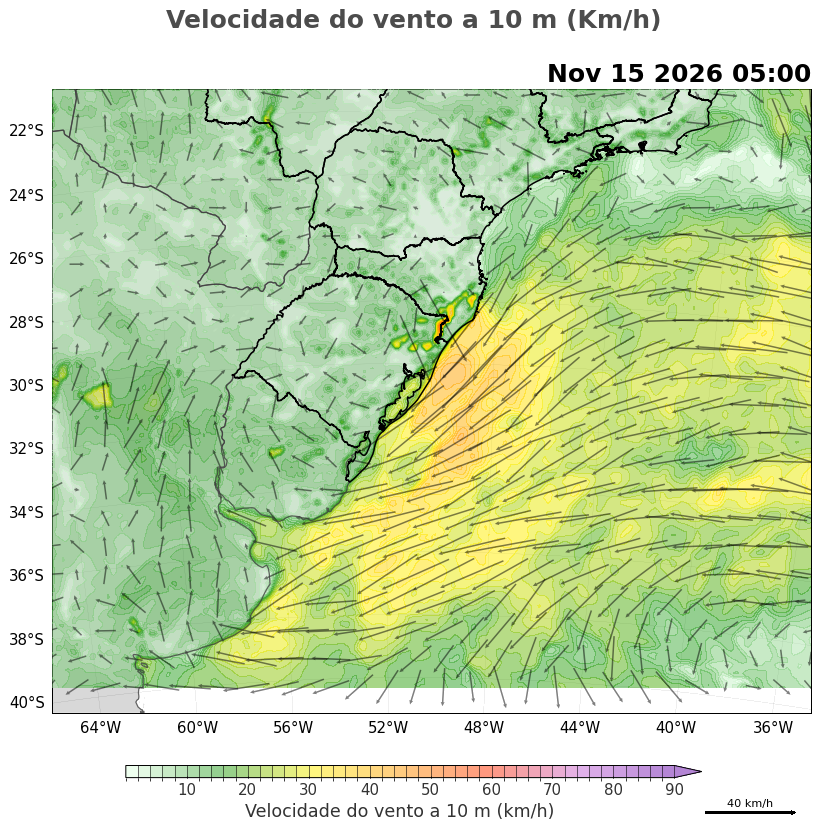 Velocidade do vento a 10 m (Km/h)
Nov 15 2026 05:00
22°S
24°S
26°S
28°S
30°S
32°S
34°S
36°S
38°S
40°S
64°W 60°W 56°W 52°W 48°W 44°W 40°W 36°W
10 20 30 40 50 60 70 80 90
Velocidade do vento a 10 m (km/h)
40 km/h